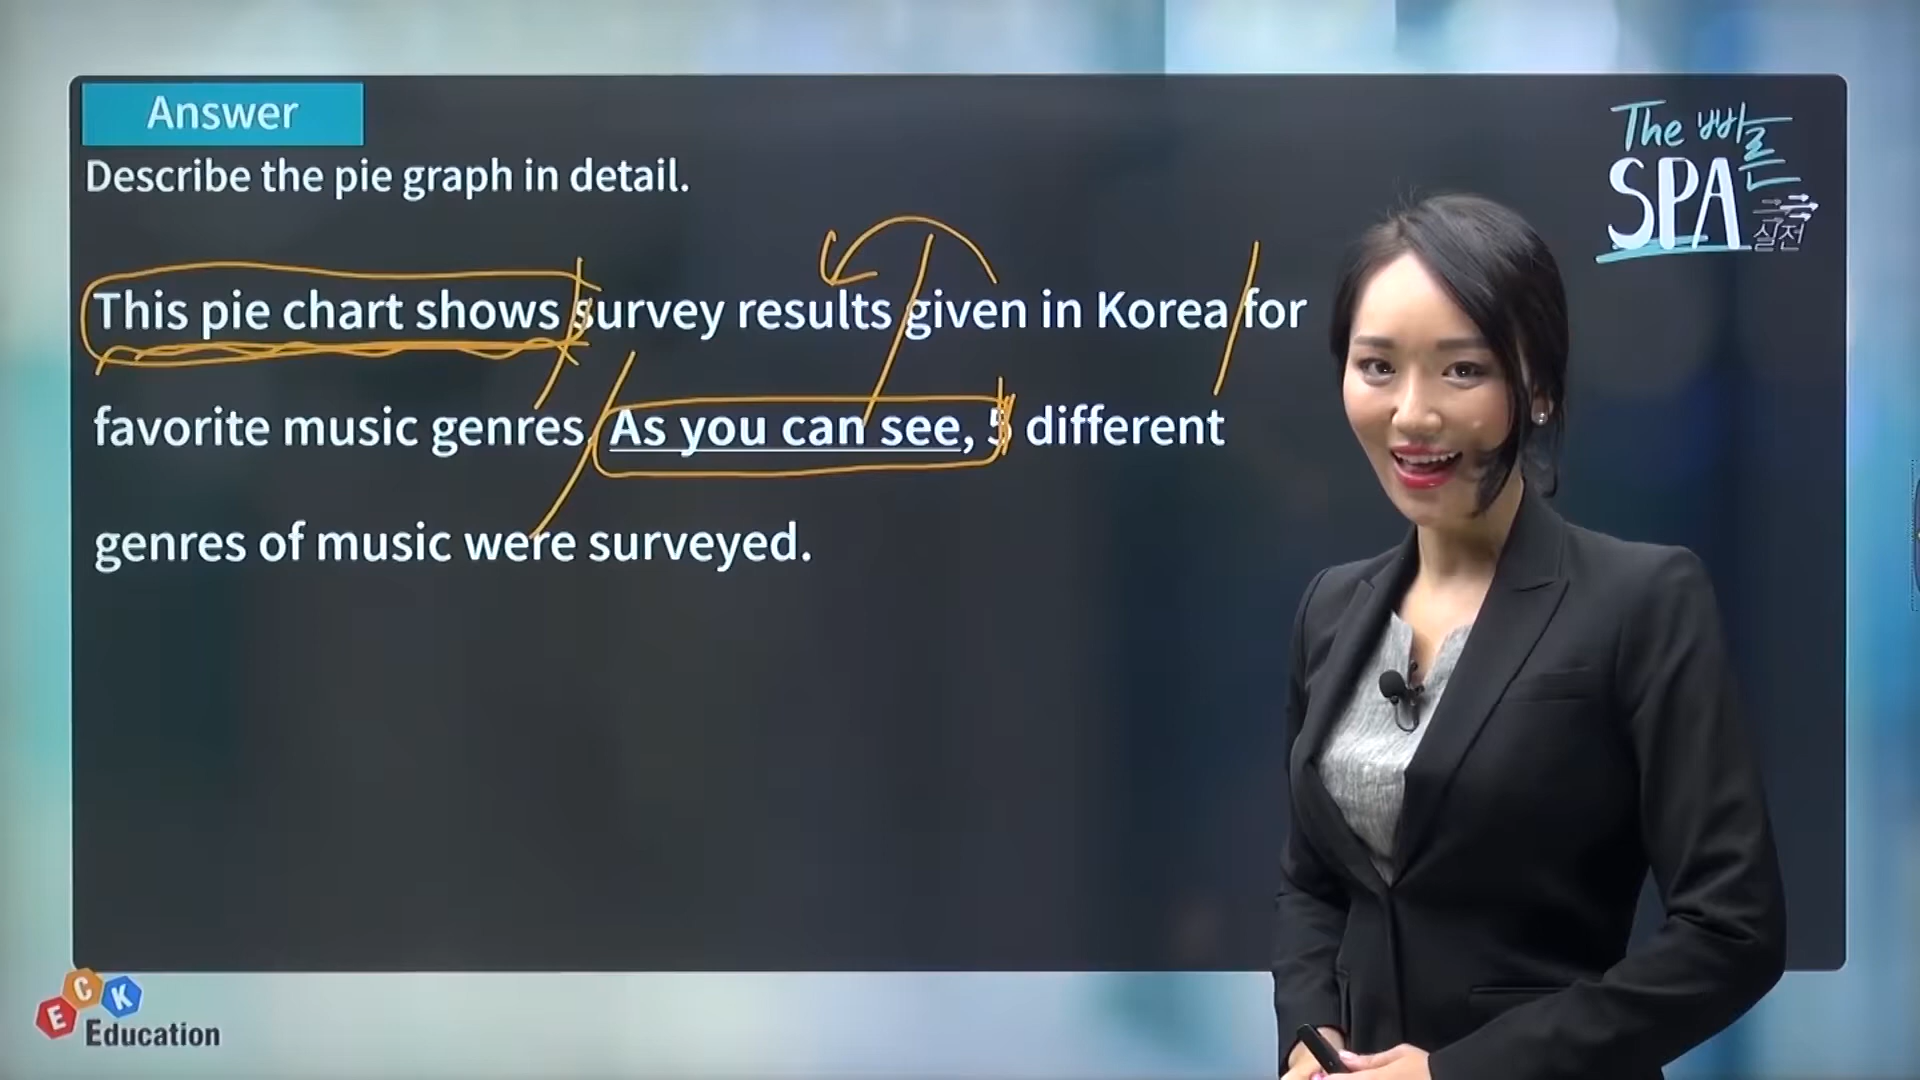 Answer
Describe the pie graph in detail.
This pie chart shows survey results given in Korea for
favorite music genres. As you can see, 5 different
genres of music were surveyed.
The 빠른
SPA
실전
ECK
Education